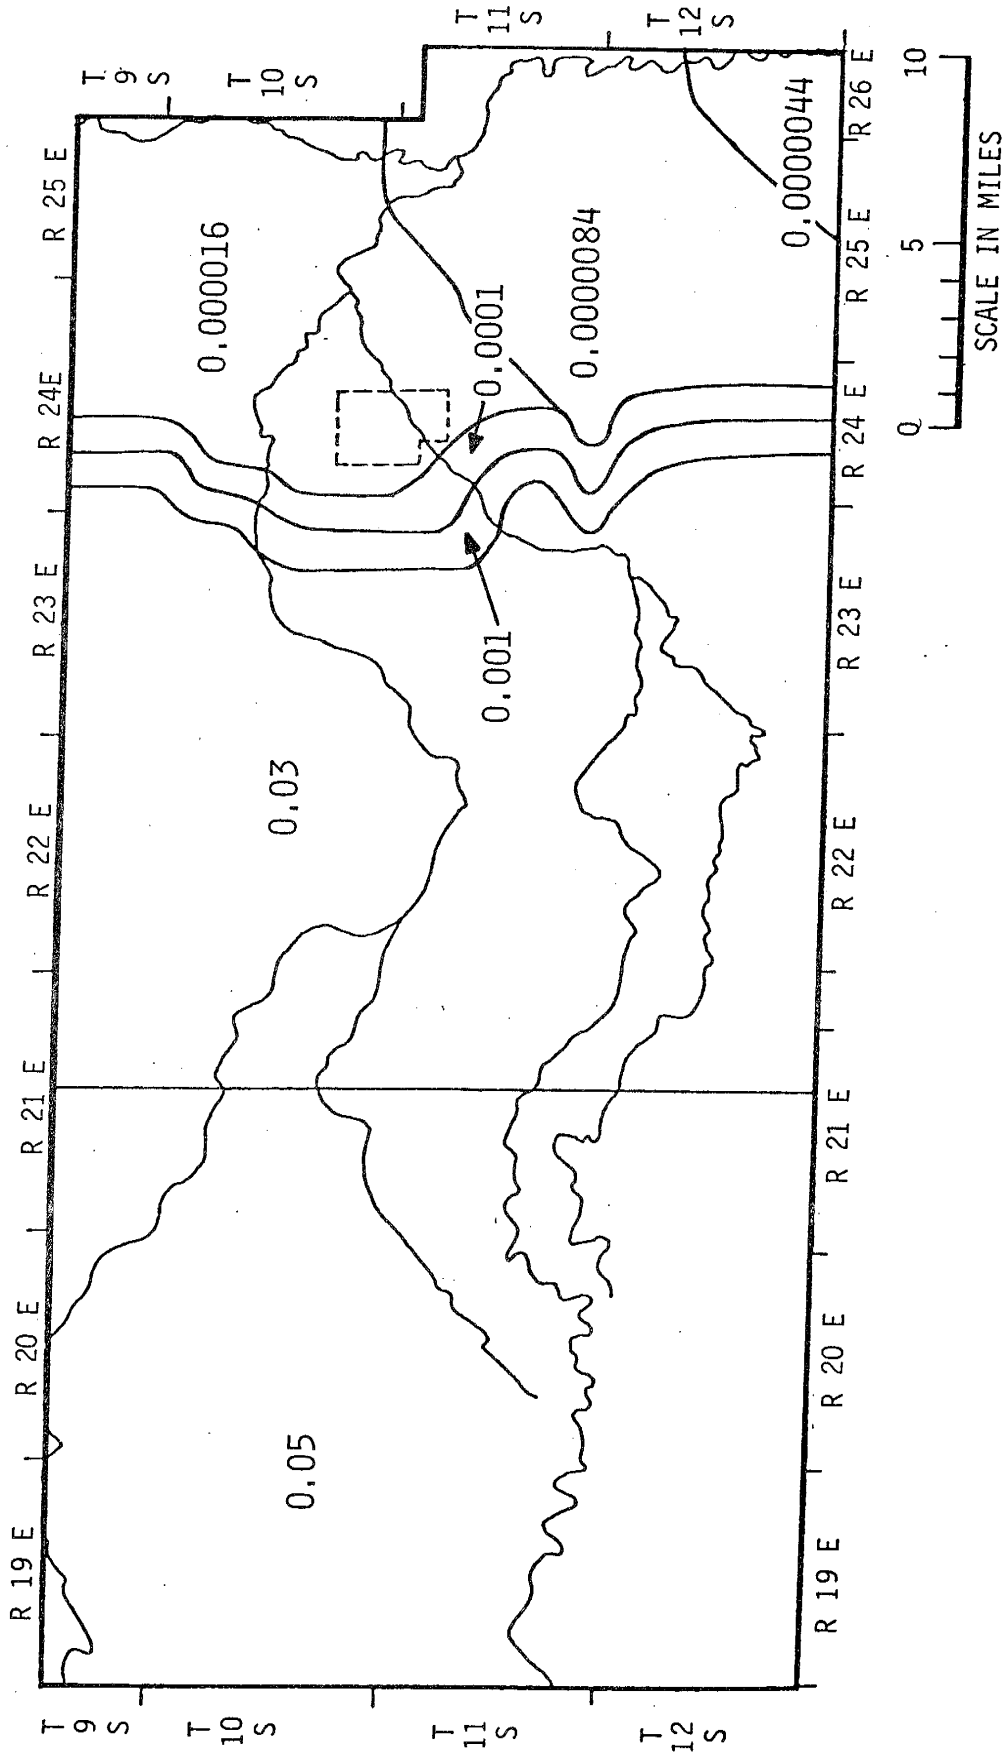 R 19 E
R 20 E
R 21 E
R 22 E
R 23 E
R 24E
R 25 E
T
9
S
T
10
S
T
11
S
T
12
S
T
9
S
T
10
S
T
11
S
T
12
S
0.05
0.03
0.001
0.0001
0.000016
0.0000084
0.0000044
R 19 E
R 20 E
R 21 E
R 22 E
R 23 E
R 24 E
R 25 E
R 26 E
0
5
10
SCALE IN MILES